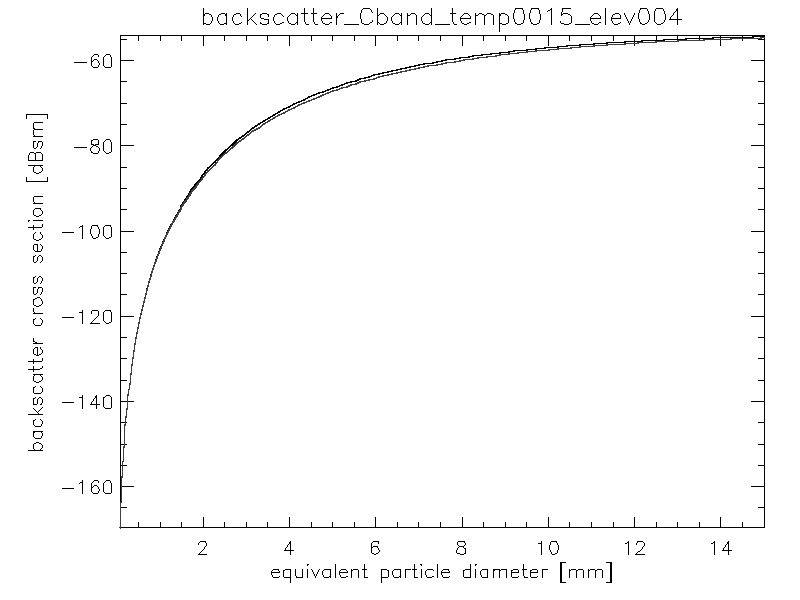 backscatter_Cband_temp0015_elev004
backscatter cross section [dBsm]
-60
-80
-100
-120
-140
-160
2 4 6 8 10 12 14
equivalent particle diameter [mm]